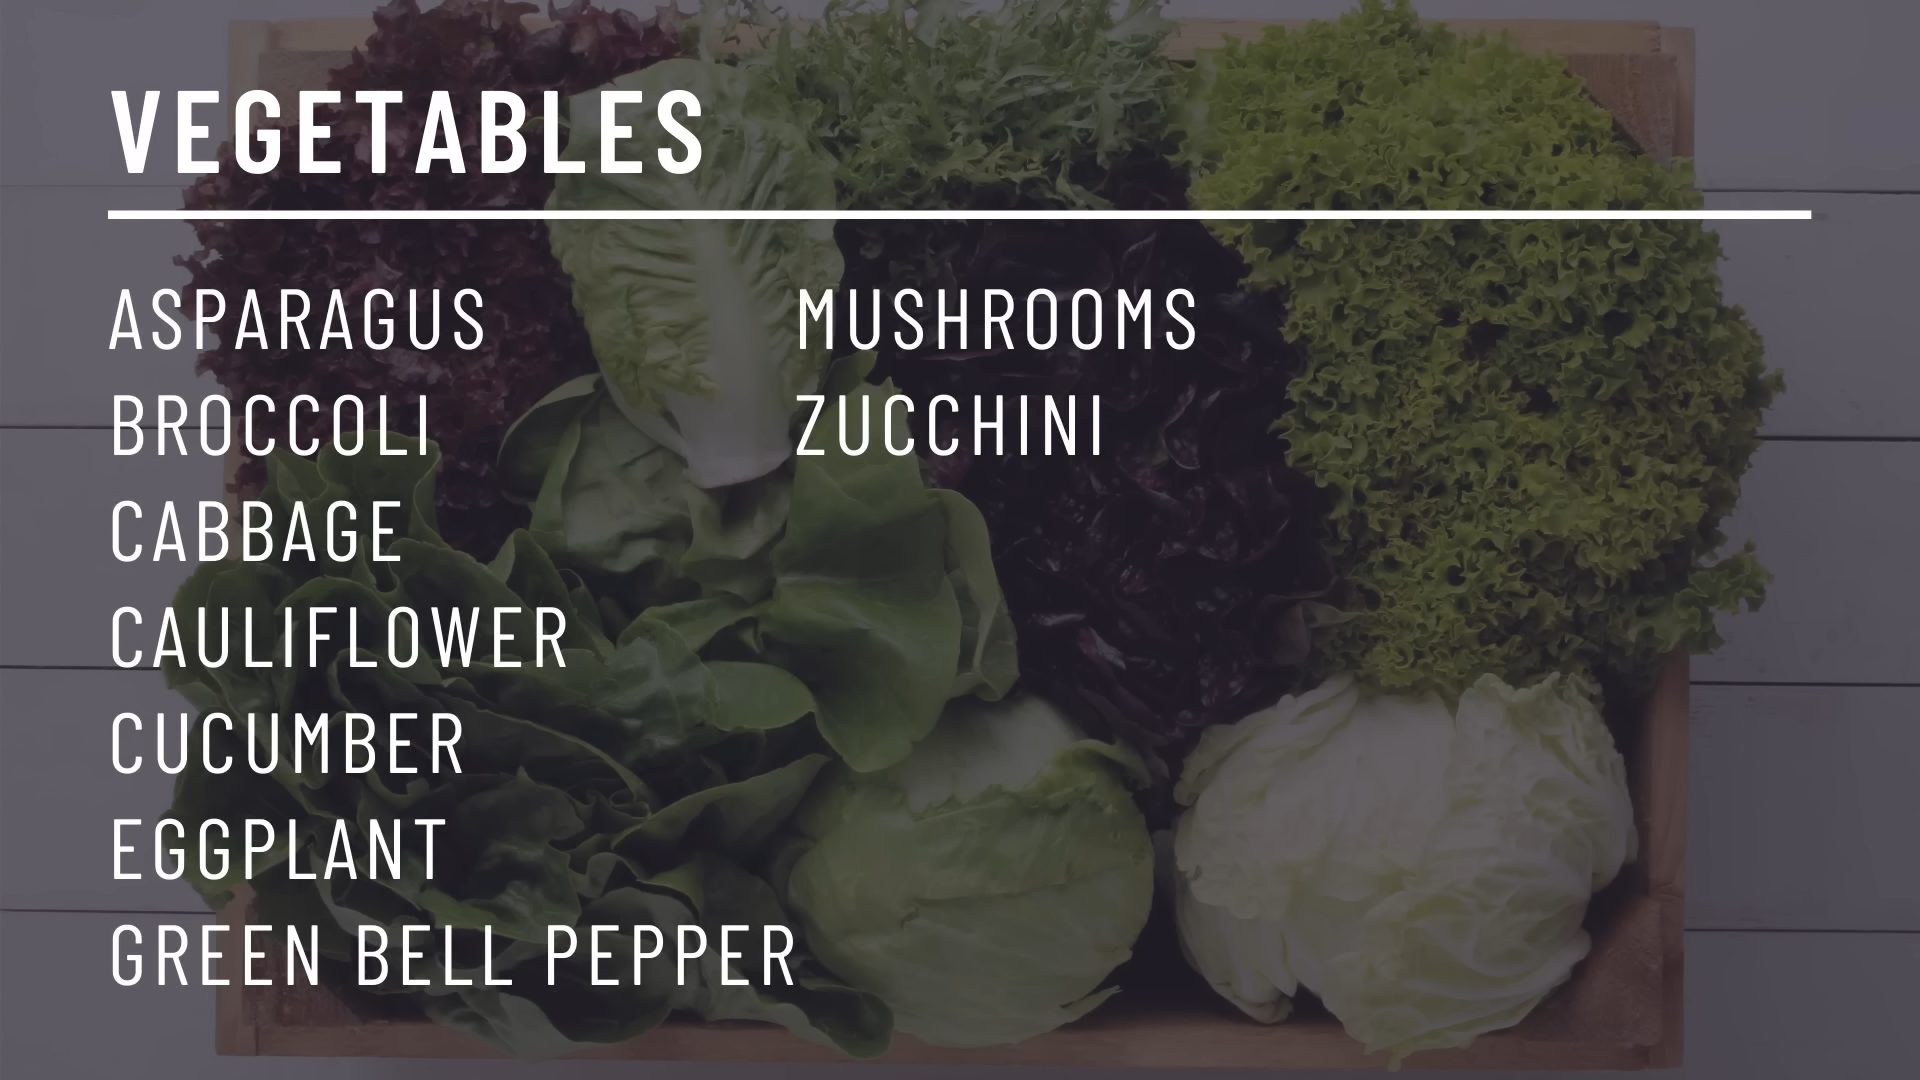 VEGETABLES
ASPARAGUS
BROCCOLI
CABBAGE
CAULIFLOWER
CUCUMBER
EGGPLANT
GREEN BELL PEPPER
MUSHROOMS
ZUCCHINI